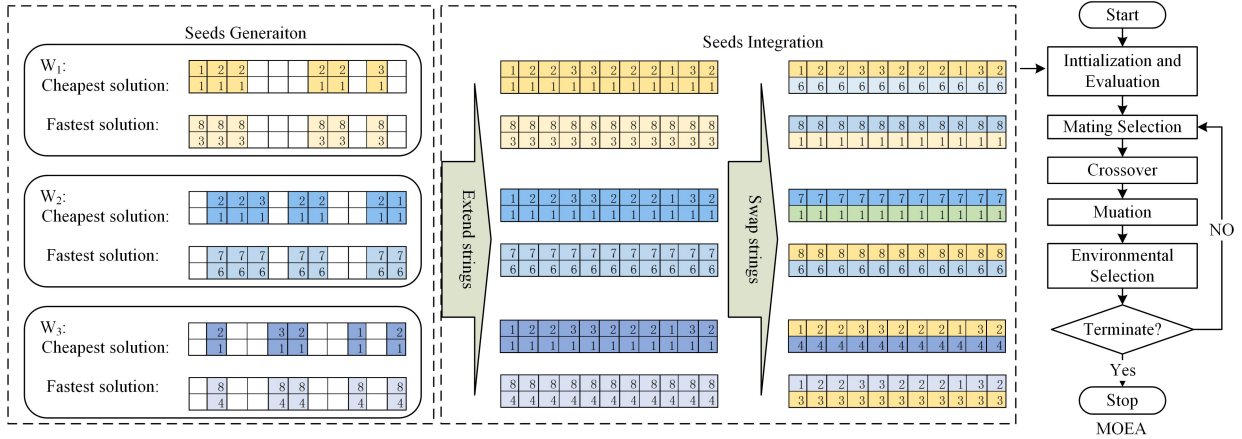 Seeds Generaiton
W1:
Cheapest solution:
1 2 2 2 2 3
1 1 1 1 1 1
Fastest solution:
8 8 8 8 8 8
3 3 3 3 3 3
W2:
Cheapest solution:
2 2 3 2 2 2 1
1 1 1 1 1 1 1
Fastest solution:
7 7 7 7 7 7 7
6 6 6 6 6 6 6
W3:
Cheapest solution:
2 3 2 1 2
1 1 1 1 1
Fastest solution:
8 8 8 8 8
4 4 4 4 4
Extend strings
Seeds Integration
1 2 2 3 3 2 2 2 1 3 2
1 1 1 1 1 1 1 1 1 1 1
8 8 8 8 8 8 8 8 8 8 8
3 3 3 3 3 3 3 3 3 3 3
1 2 2 3 3 2 2 2 1 3 2
1 1 1 1 1 1 1 1 1 1 1
7 7 7 7 7 7 7 7 7 7 7
6 6 6 6 6 6 6 6 6 6 6
1 2 2 3 3 2 2 2 1 3 2
1 1 1 1 1 1 1 1 1 1 1
8 8 8 8 8 8 8 8 8 8 8
4 4 4 4 4 4 4 4 4 4 4
Swap strings
1 2 2 3 3 2 2 2 1 3 2
6 6 6 6 6 6 6 6 6 6 6
8 8 8 8 8 8 8 8 8 8 8
1 1 1 1 1 1 1 1 1 1 1
7 7 7 7 7 7 7 7 7 7 7
1 1 1 1 1 1 1 1 1 1 1
8 8 8 8 8 8 8 8 8 8 8
6 6 6 6 6 6 6 6 6 6 6
1 2 2 3 3 2 2 2 1 3 2
4 4 4 4 4 4 4 4 4 4 4
1 2 2 3 3 2 2 2 1 3 2
3 3 3 3 3 3 3 3 3 3 3
Start
Inttialization and
Evaluation
Mating Selection
Crossover
Muation
NO
Environmental
Selection
Terminate?
Yes
Stop
MOEA